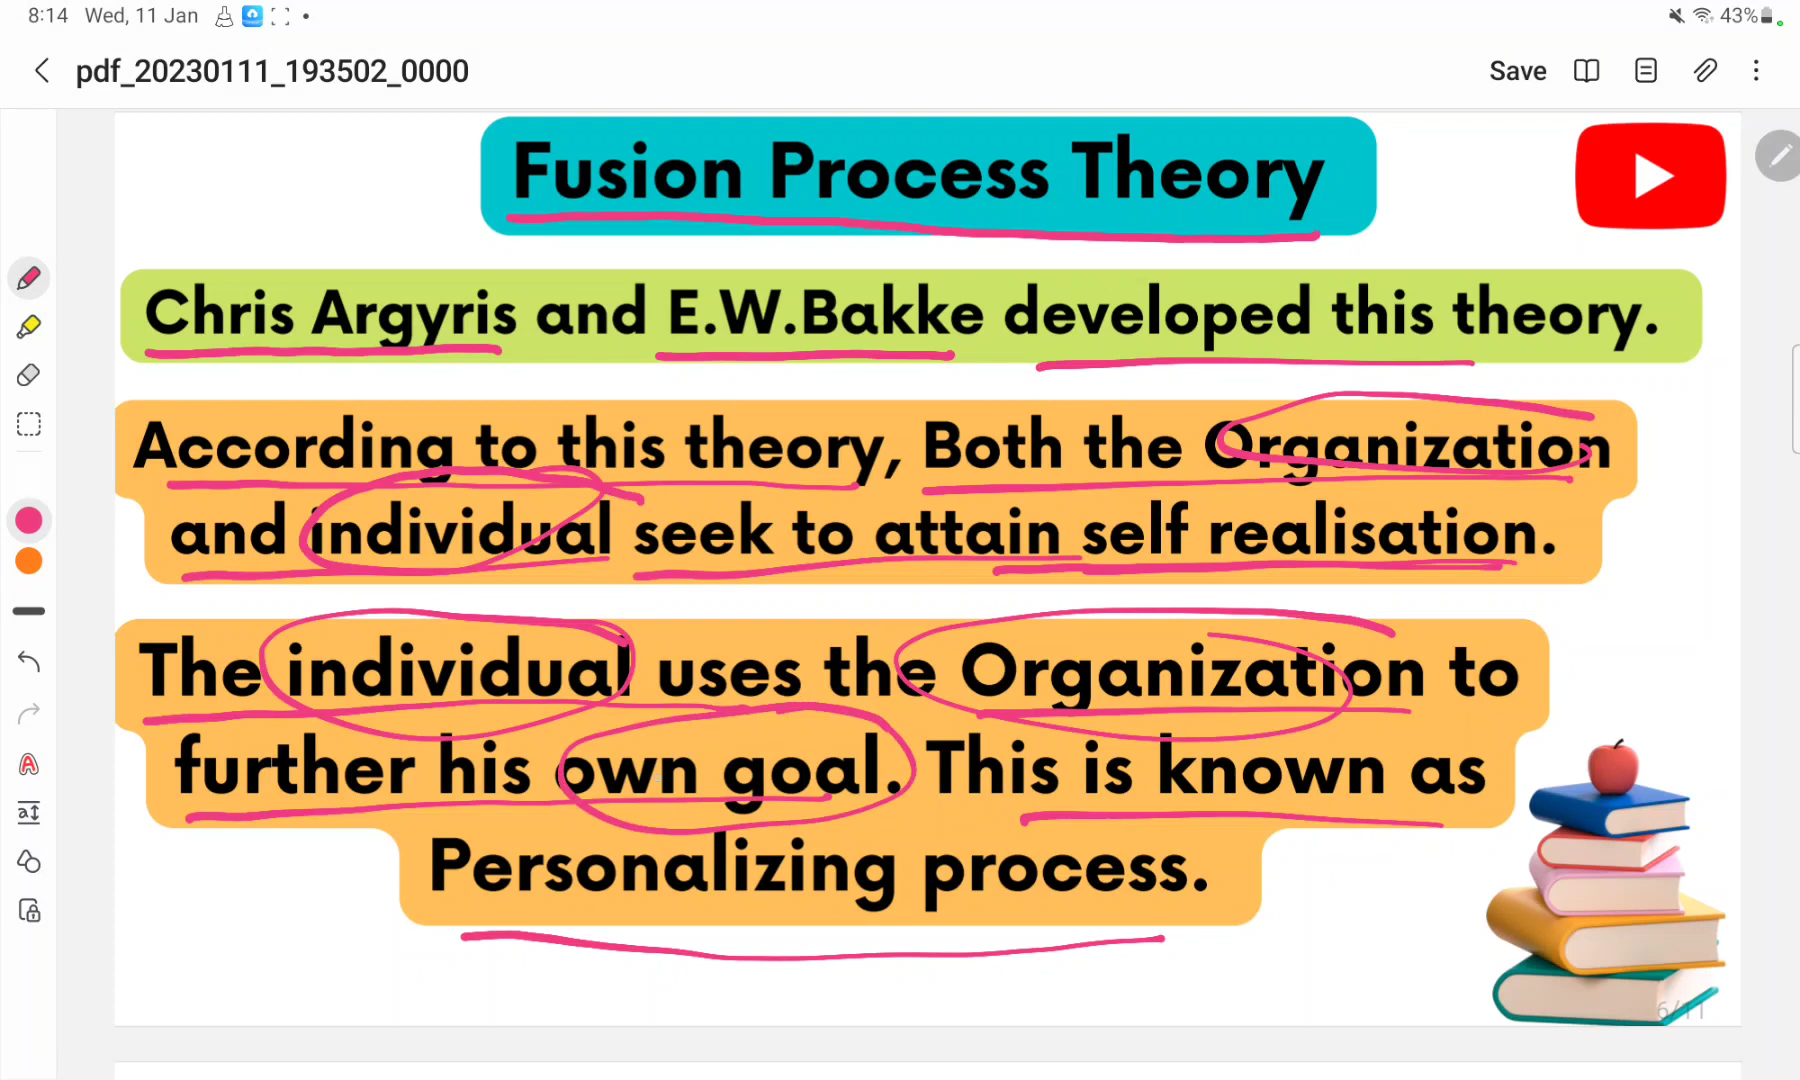 8:14 Wed, 11 Jan
43%
pdf_20230111_193502_0000
Save
Fusion Process Theory
Chris Argyris and E.W.Bakke developed this theory.
According to this theory, Both the Organization
and individual seek to attain self realisation.
The individual uses the Organization to
further his own goal. This is known as
Personalizing process.
6/11